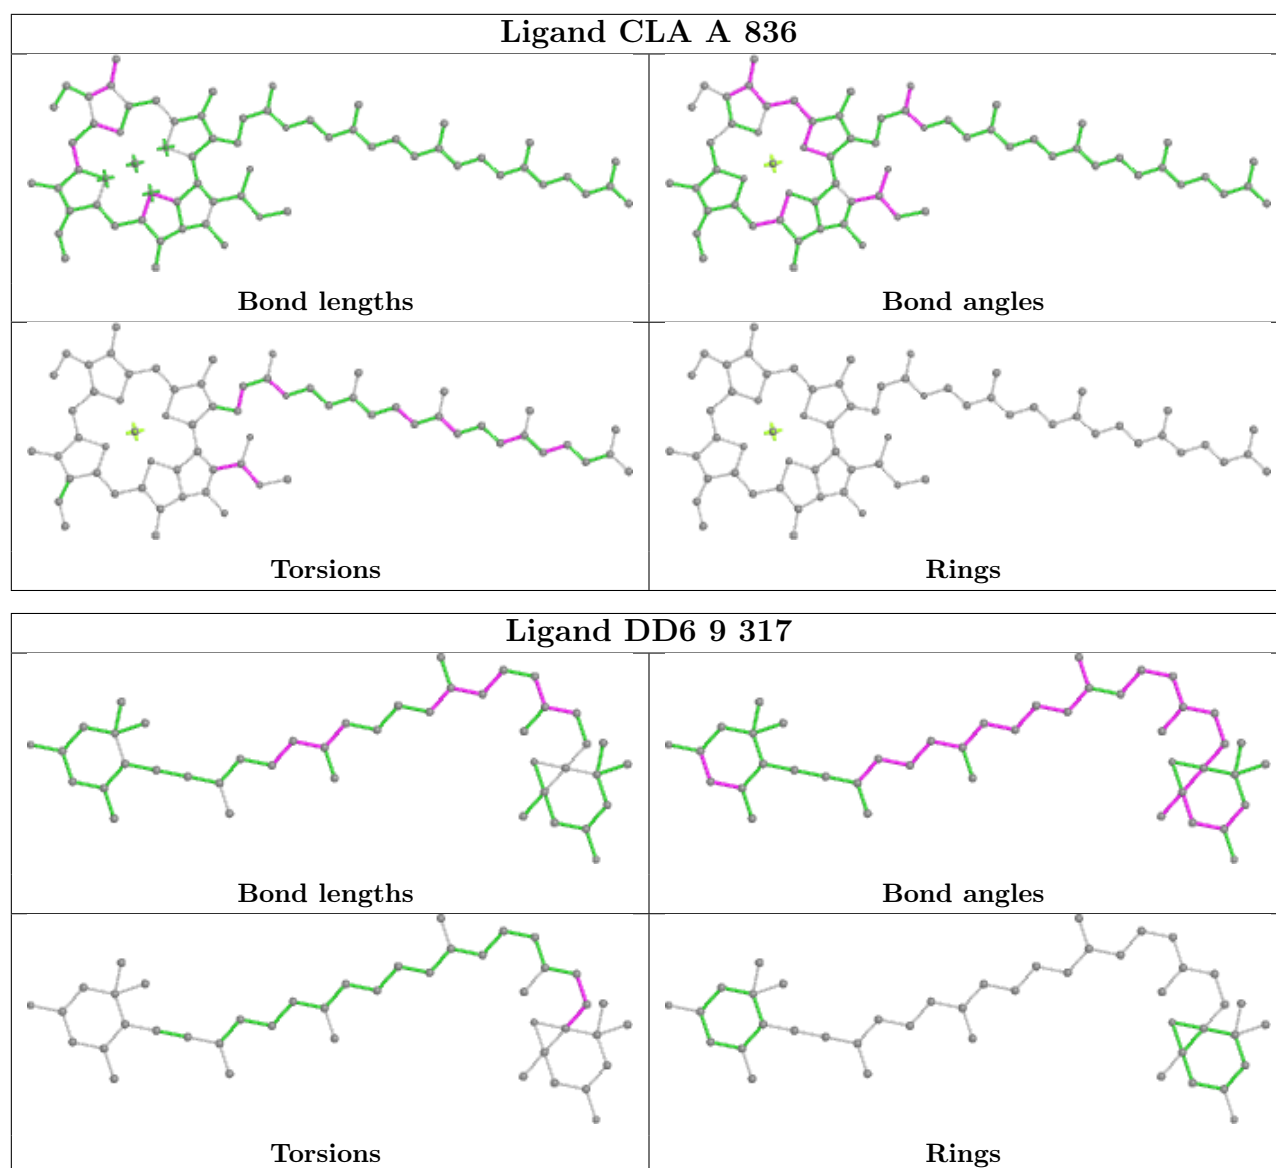 Ligand CLA A 836
Bond lengths
Bond angles
Torsions
Rings
Ligand DD6 9 317
Bond lengths
Bond angles
Torsions
Rings